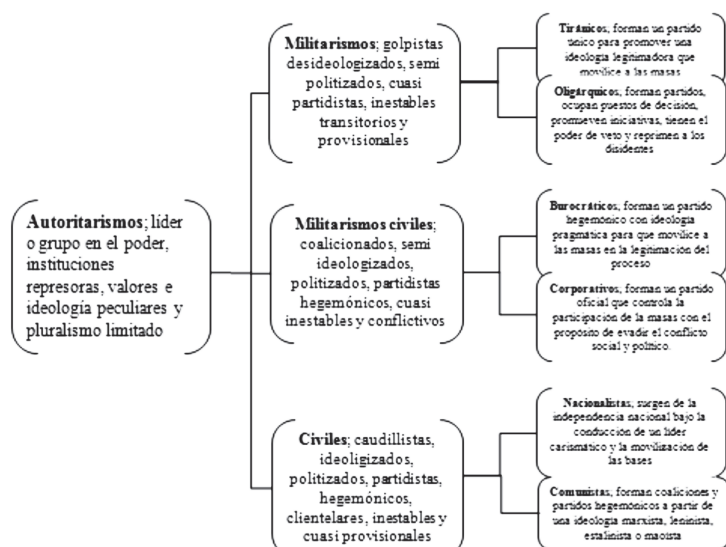 Autoritarismos; líder
o grupo en el poder,
instituciones
represoras, valores e
ideología peculiares y
pluralismo limitado
Militarismos; golpistas
desideologizados, semi
politizados, cuasi
partidistas, inestables
transitorios y
provisionales
Tiránicos, forman un partido
único para promover una
ideología legitimadora que
movilice a las masas
Oligárquicos, forman partidos,
ocupan puestos de decisión,
promueven iniciativas, tienen el
poder de veto y reprimen a los
disidentes
Militarismos civiles;
coalicionados, semi
ideologizados,
politizados, partidistas
hegemónicos, cuasi
inestables y conflictivos
Burocráticos, forman un partido
hegemónico con ideología
pragmática para que movilice a
las masas en la legitimación del
proceso
Corporativos, forman un partido
oficial que controla la
participación de la masas con el
propósito de evadir el conflicto
social y político.
Civiles; caudillistas,
ideoligizados,
politizados, partidistas,
hegemónicos,
clientelares, inestables y
cuasi provisionales
Nacionalistas, surgen de la
independencia nacional bajo la
conducción de un líder
carismático y la movilización de
las bases
Comunistas, forman coaliciones y
partidos hegemónicos a partir de
una ideología marxista, leninista,
estalinista o maoísta